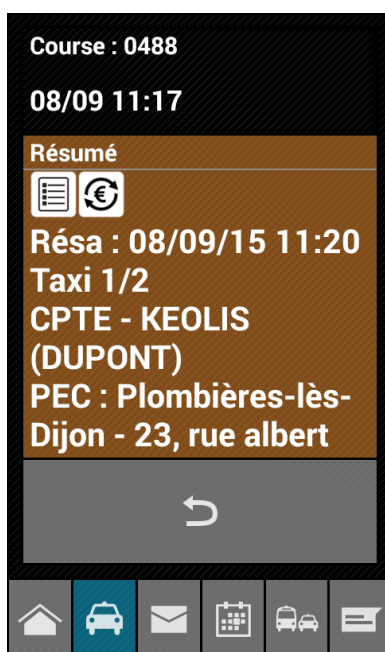 Course : 0488
08/09 11:17
Résumé
Résa : 08/09/15 11:20
Taxi 1/2
CPTE - KEOLIS
(DUPONT)
PEC : Plombières-lès-
Dijon - 23, rue albert